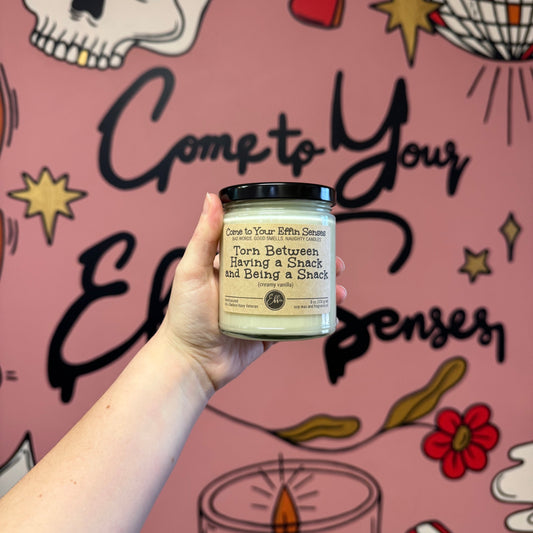 Come to Your
Effin Senses,
Come to Your Effin Senses
BAD WORDS. GOOD SMELLS. NAUGHTY CANDLES.
Torn Between
Having a Snack
and Being a Snack
(creamy vanilla)
Effin